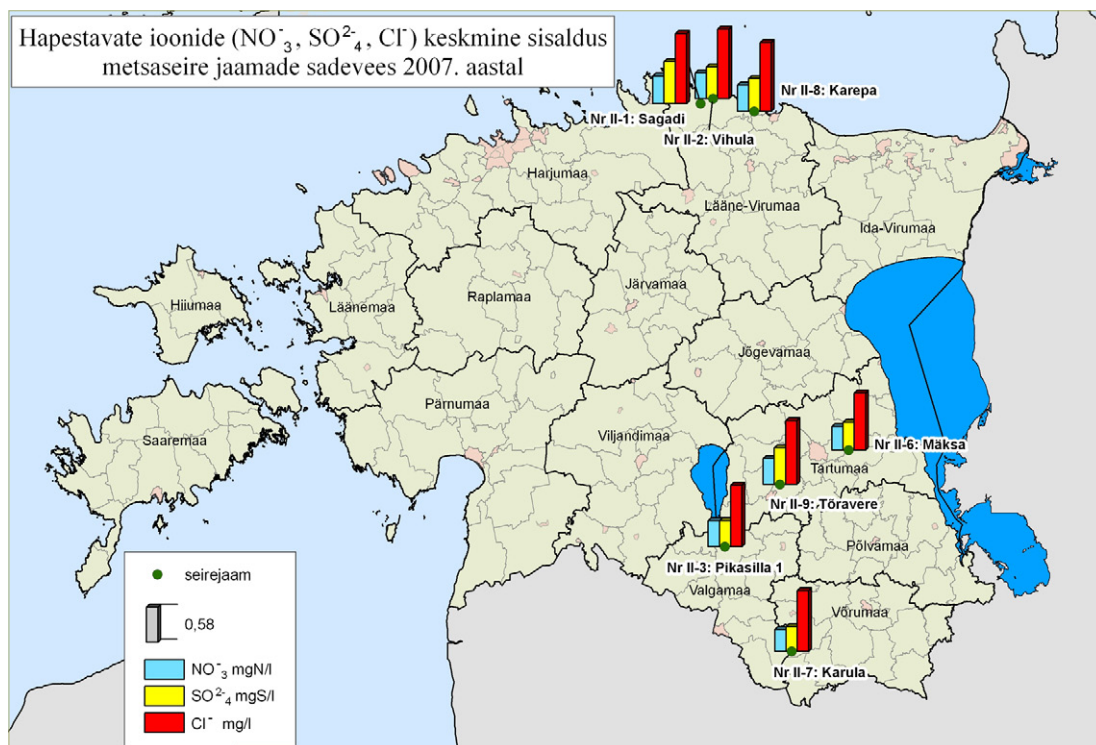 Hapestavate ioonide (NO⁻₃, SO²⁻₄, Cl⁻) keskmine sisaldus
metsaseire jaamade sadevees 2007. aastal
Nr II-8: Karepa
Nr II-1: Sagadi
Nr II-2: Vihula
Harjumaa
Lääne-Virumaa
Ida-Virumaa
Hiiumaa
Läänemaa
Raplamaa
Järvamaa
Jõgevamaa
Pärnumaa
Viljandimaa
Saaremaa
Nr II-6: Mäksa
Tartumaa
Nr II-9: Tõravere
Põlvamaa
Nr II-3: Pikasilla 1
Valgamaa
Võrumaa
Nr II-7: Karula
seirejaam
0,58
NO⁻₃ mgN/l
SO²⁻₄ mgS/l
Cl⁻ mg/l